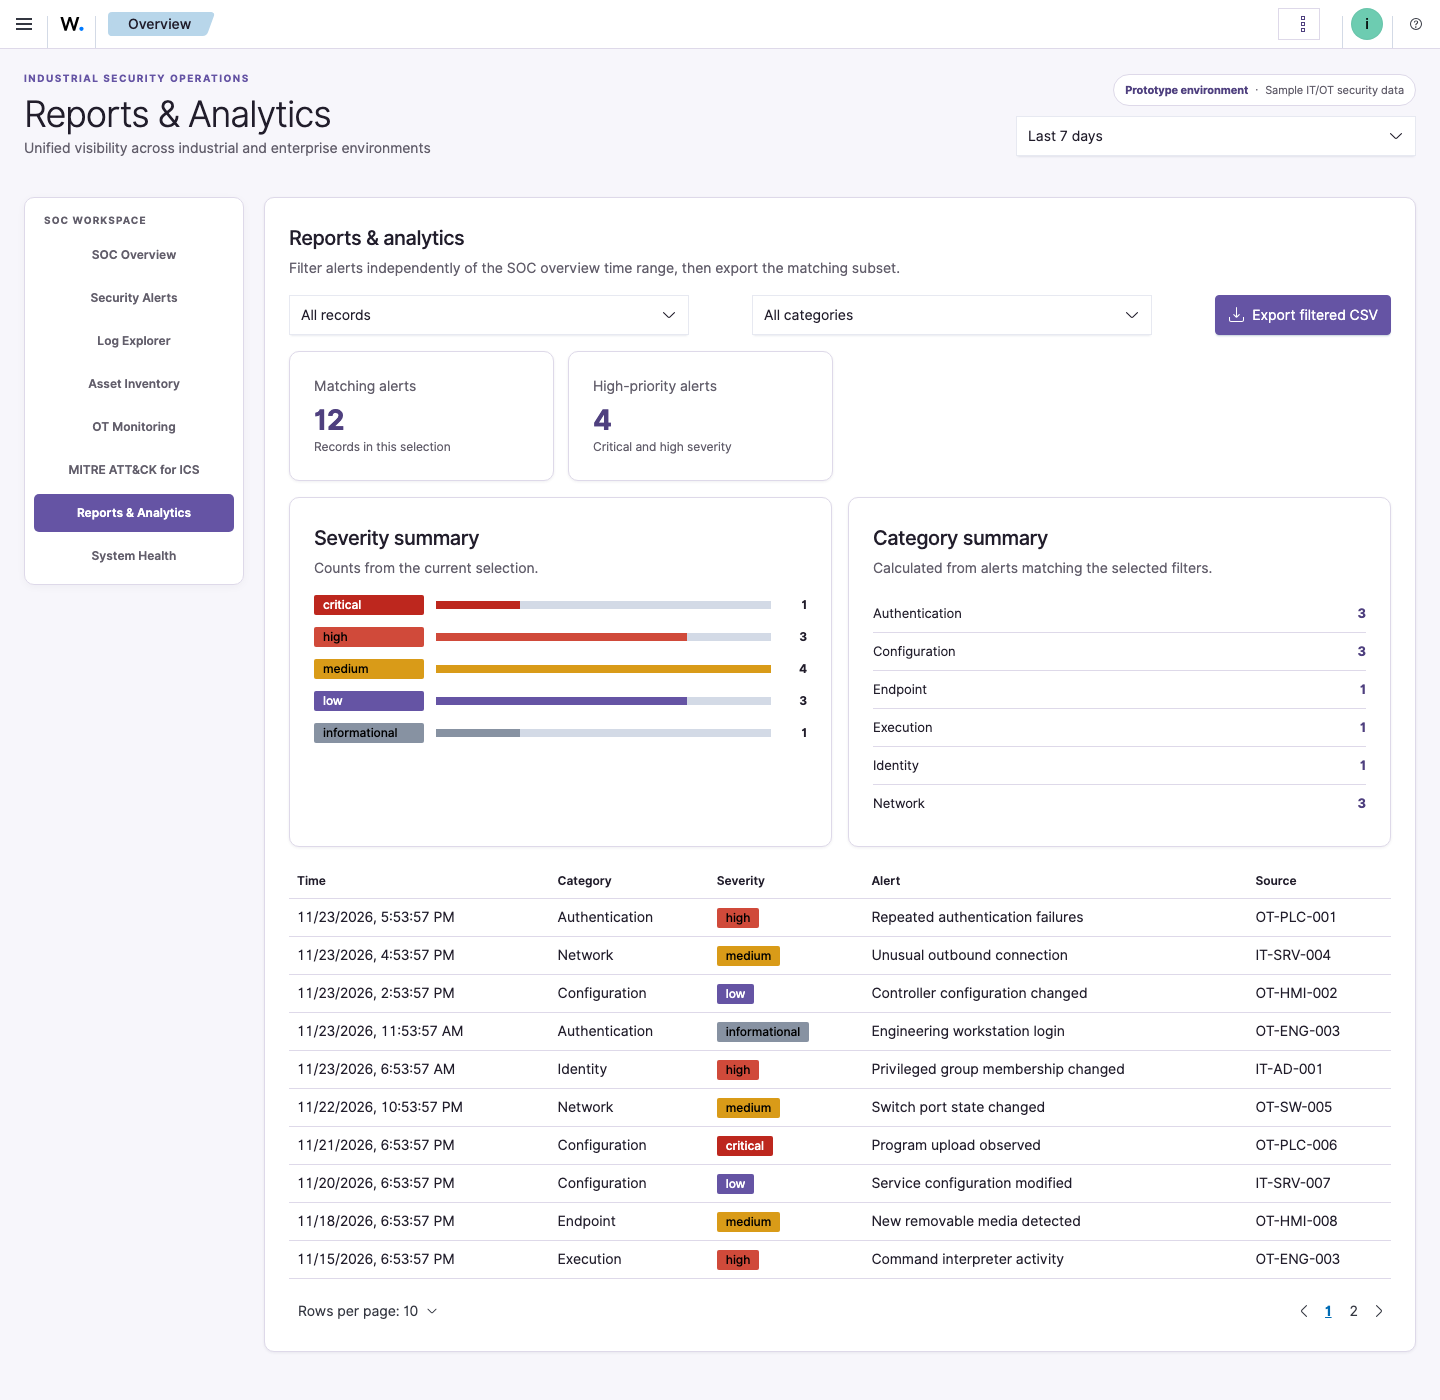 W.
Overview
i
INDUSTRIAL SECURITY OPERATIONS
Reports & Analytics
Unified visibility across industrial and enterprise environments
Prototype environment · Sample IT/OT security data
Last 7 days
SOC WORKSPACE
SOC Overview
Security Alerts
Log Explorer
Asset Inventory
OT Monitoring
MITRE ATT&CK for ICS
Reports & Analytics
System Health
Reports & analytics
Filter alerts independently of the SOC overview time range, then export the matching subset.
All records
All categories
Export filtered CSV
Matching alerts
12
Records in this selection
High-priority alerts
4
Critical and high severity
Severity summary
Counts from the current selection.
critical 1
high 3
medium 4
low 3
informational 1
Category summary
Calculated from alerts matching the selected filters.
Authentication 3
Configuration 3
Endpoint 1
Execution 1
Identity 1
Network 3
Time Category Severity Alert Source
11/23/2026, 5:53:57 PM Authentication high Repeated authentication failures OT-PLC-001
11/23/2026, 4:53:57 PM Network medium Unusual outbound connection IT-SRV-004
11/23/2026, 2:53:57 PM Configuration low Controller configuration changed OT-HMI-002
11/23/2026, 11:53:57 AM Authentication informational Engineering workstation login OT-ENG-003
11/23/2026, 6:53:57 AM Identity high Privileged group membership changed IT-AD-001
11/22/2026, 10:53:57 PM Network medium Switch port state changed OT-SW-005
11/21/2026, 6:53:57 PM Configuration critical Program upload observed OT-PLC-006
11/20/2026, 6:53:57 PM Configuration low Service configuration modified IT-SRV-007
11/18/2026, 6:53:57 PM Endpoint medium New removable media detected OT-HMI-008
11/15/2026, 6:53:57 PM Execution high Command interpreter activity OT-ENG-003
Rows per page: 10
1 2